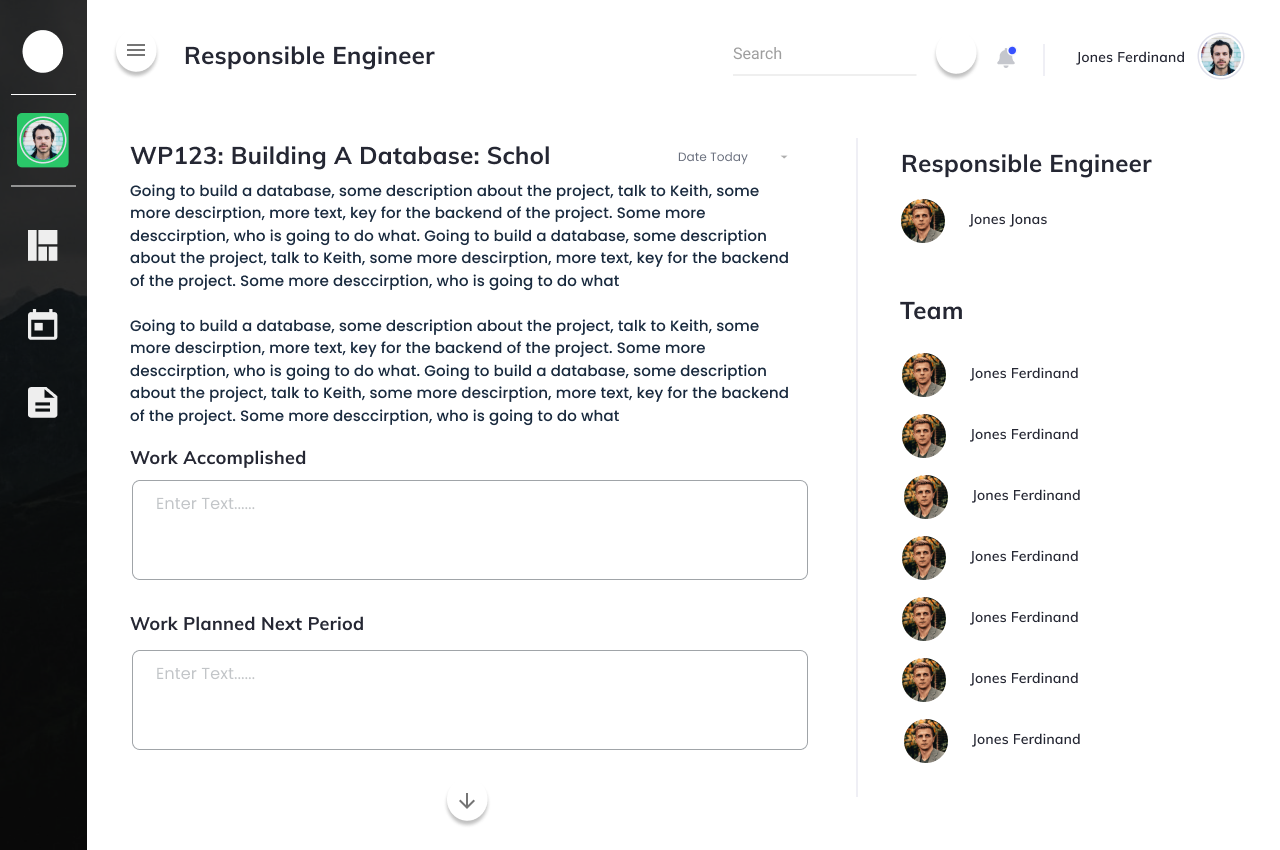 Responsible Engineer
Search
Jones Ferdinand
WP123: Building A Database: Schol
Date Today
Going to build a database, some description about the project, talk to Keith, some
more descirption, more text, key for the backend of the project. Some more
desccirption, who is going to do what. Going to build a database, some description
about the project, talk to Keith, some more descirption, more text, key for the backend
of the project. Some more desccirption, who is going to do what
Going to build a database, some description about the project, talk to Keith, some
more descirption, more text, key for the backend of the project. Some more
desccirption, who is going to do what. Going to build a database, some description
about the project, talk to Keith, some more descirption, more text, key for the backend
of the project. Some more desccirption, who is going to do what
Work Accomplished
Enter Text......
Work Planned Next Period
Enter Text......
Responsible Engineer
Jones Jonas
Team
Jones Ferdinand
Jones Ferdinand
Jones Ferdinand
Jones Ferdinand
Jones Ferdinand
Jones Ferdinand
Jones Ferdinand